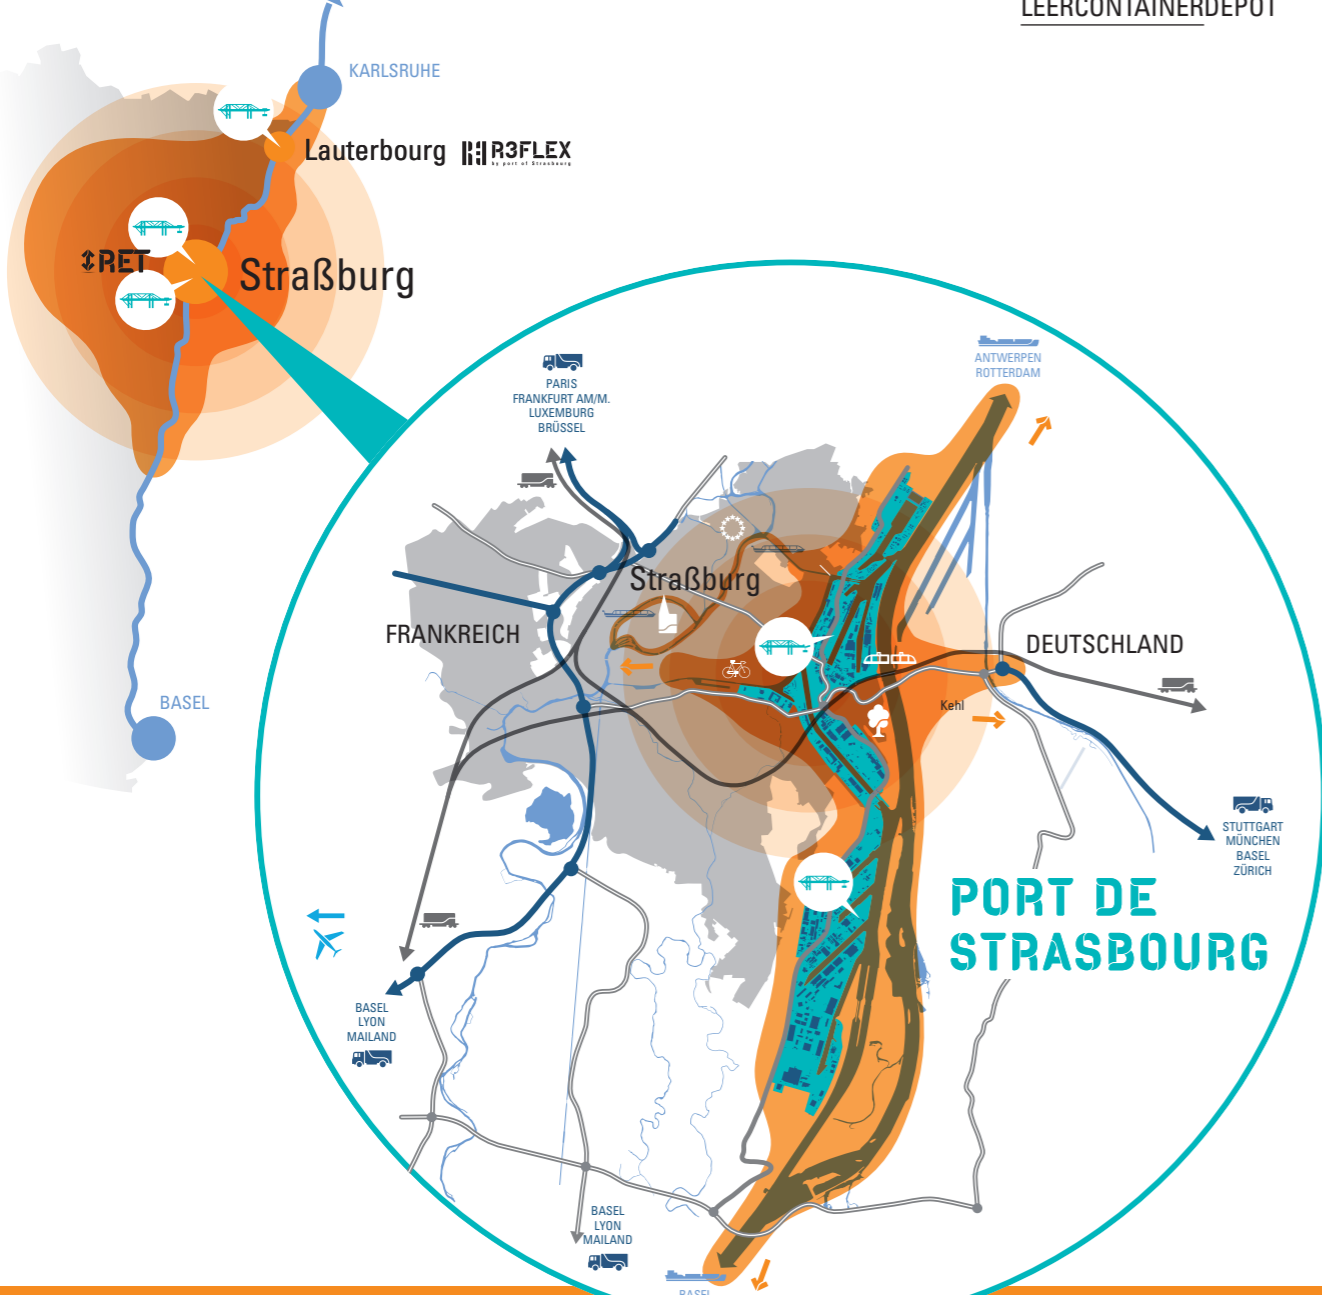 LEERCONTAINERDEPOT
KARLSRUHE
Lauterbourg R3FLEX
by port of Strasbourg
RET
Straßburg
BASEL
PARIS
FRANKFURT AM/M.
LUXEMBURG
BRÜSSEL
ANTWERPEN
ROTTERDAM
Straßburg
FRANKREICH
DEUTSCHLAND
Kehl
STUTTGART
MÜNCHEN
BASEL
ZÜRICH
PORT DE
STRASBOURG
BASEL
LYON
MAILAND
BASEL
LYON
MAILAND
BASEL